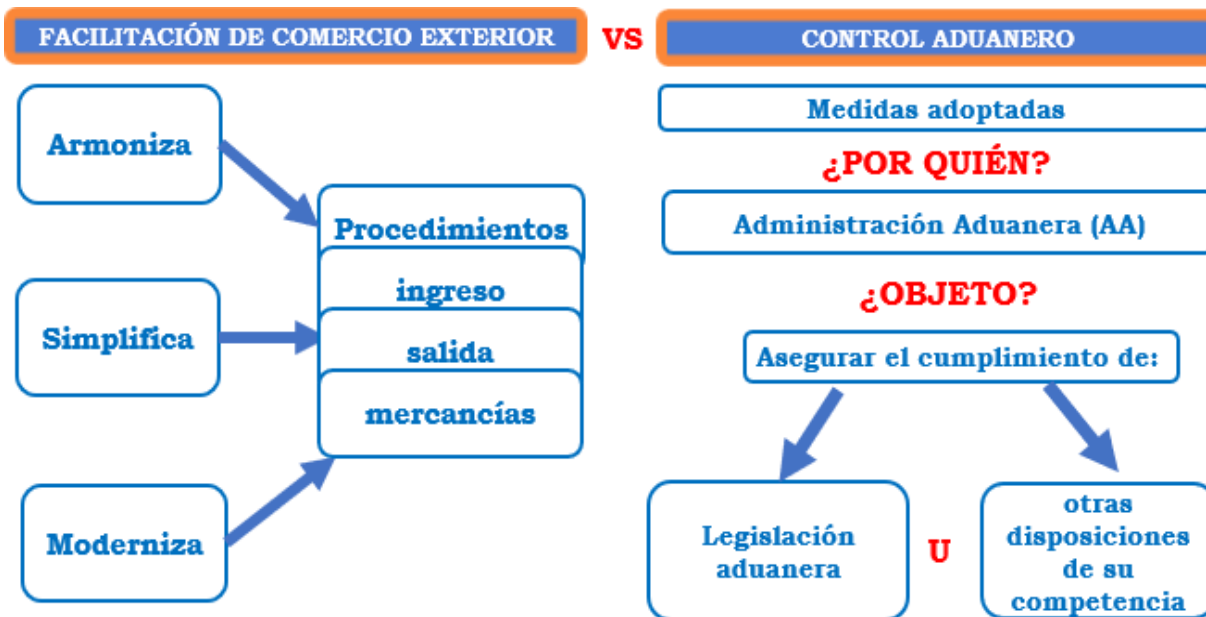 FACILITACIÓN DE COMERCIO EXTERIOR
VS
CONTROL ADUANERO
Armoniza
Simplifica
Moderniza
Procedimientos
ingreso
salida
mercancías
Medidas adoptadas
¿POR QUIÉN?
Administración Aduanera (AA)
¿OBJETO?
Asegurar el cumplimiento de:
Legislación
aduanera
U
otras
disposiciones
de su
competencia